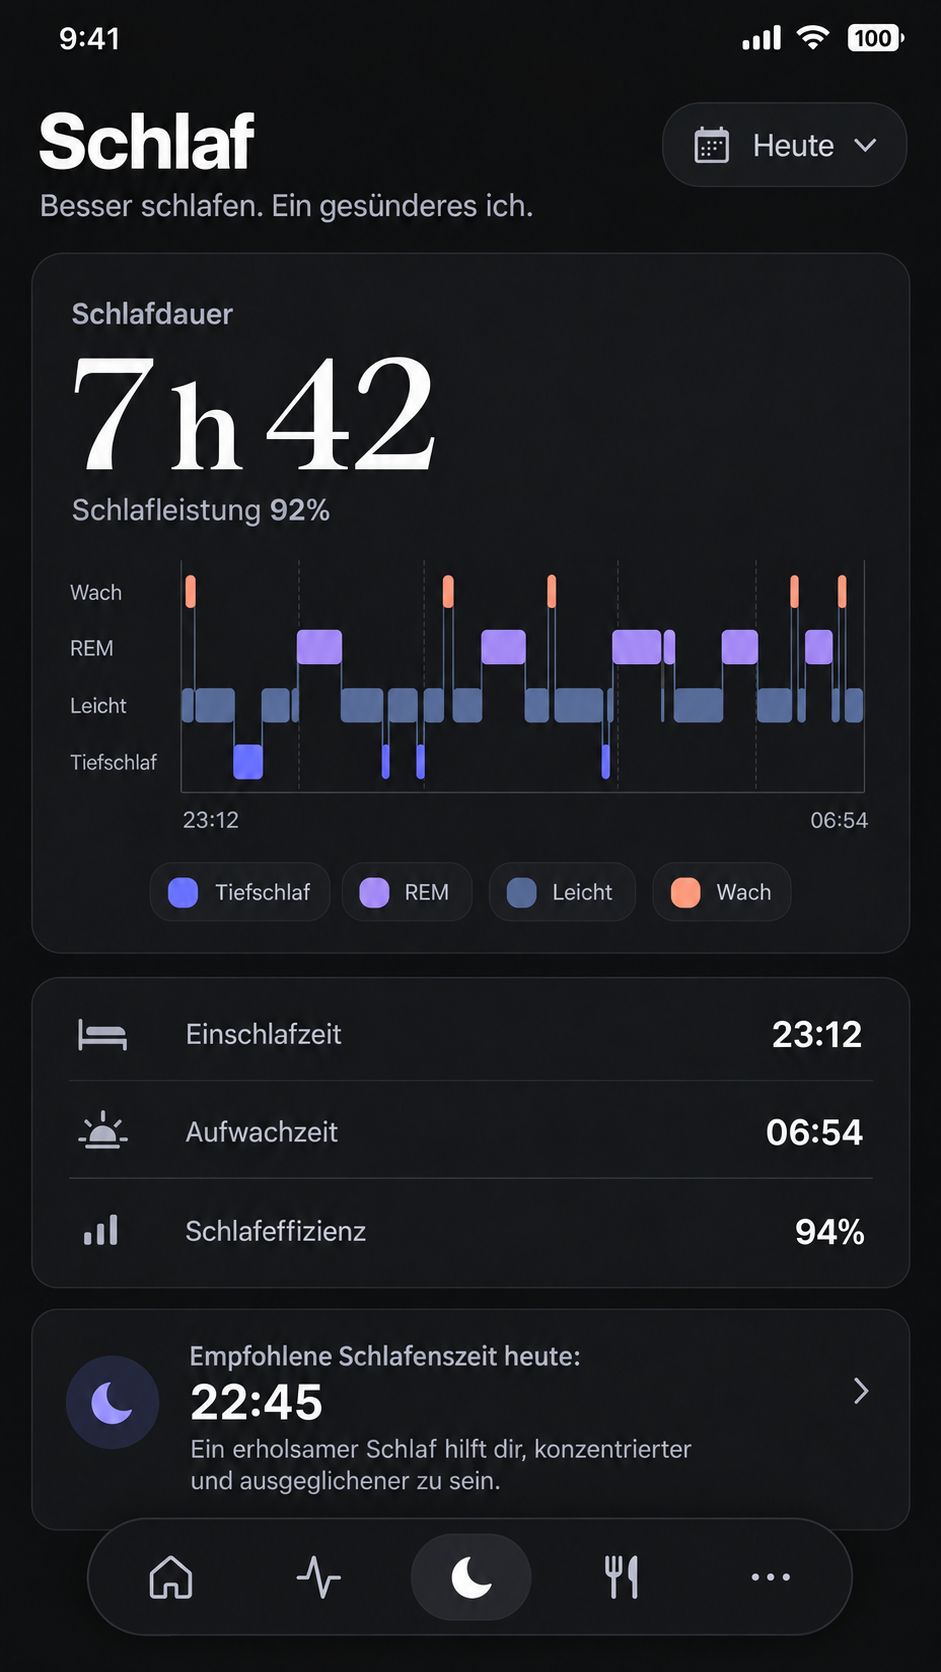 9:41
100
Schlaf
Heute
Besser schlafen. Ein gesünderes ich.
Schlafdauer
7 h 42
Schlafleistung 92%
Wach
REM
Leicht
Tiefschlaf
23:12
06:54
Tiefschlaf
REM
Leicht
Wach
Einschlafzeit
23:12
Aufwachzeit
06:54
Schlafeffizienz
94%
Empfohlene Schlafenszeit heute:
22:45
Ein erholsamer Schlaf hilft dir, konzentrierter
und ausgeglichener zu sein.